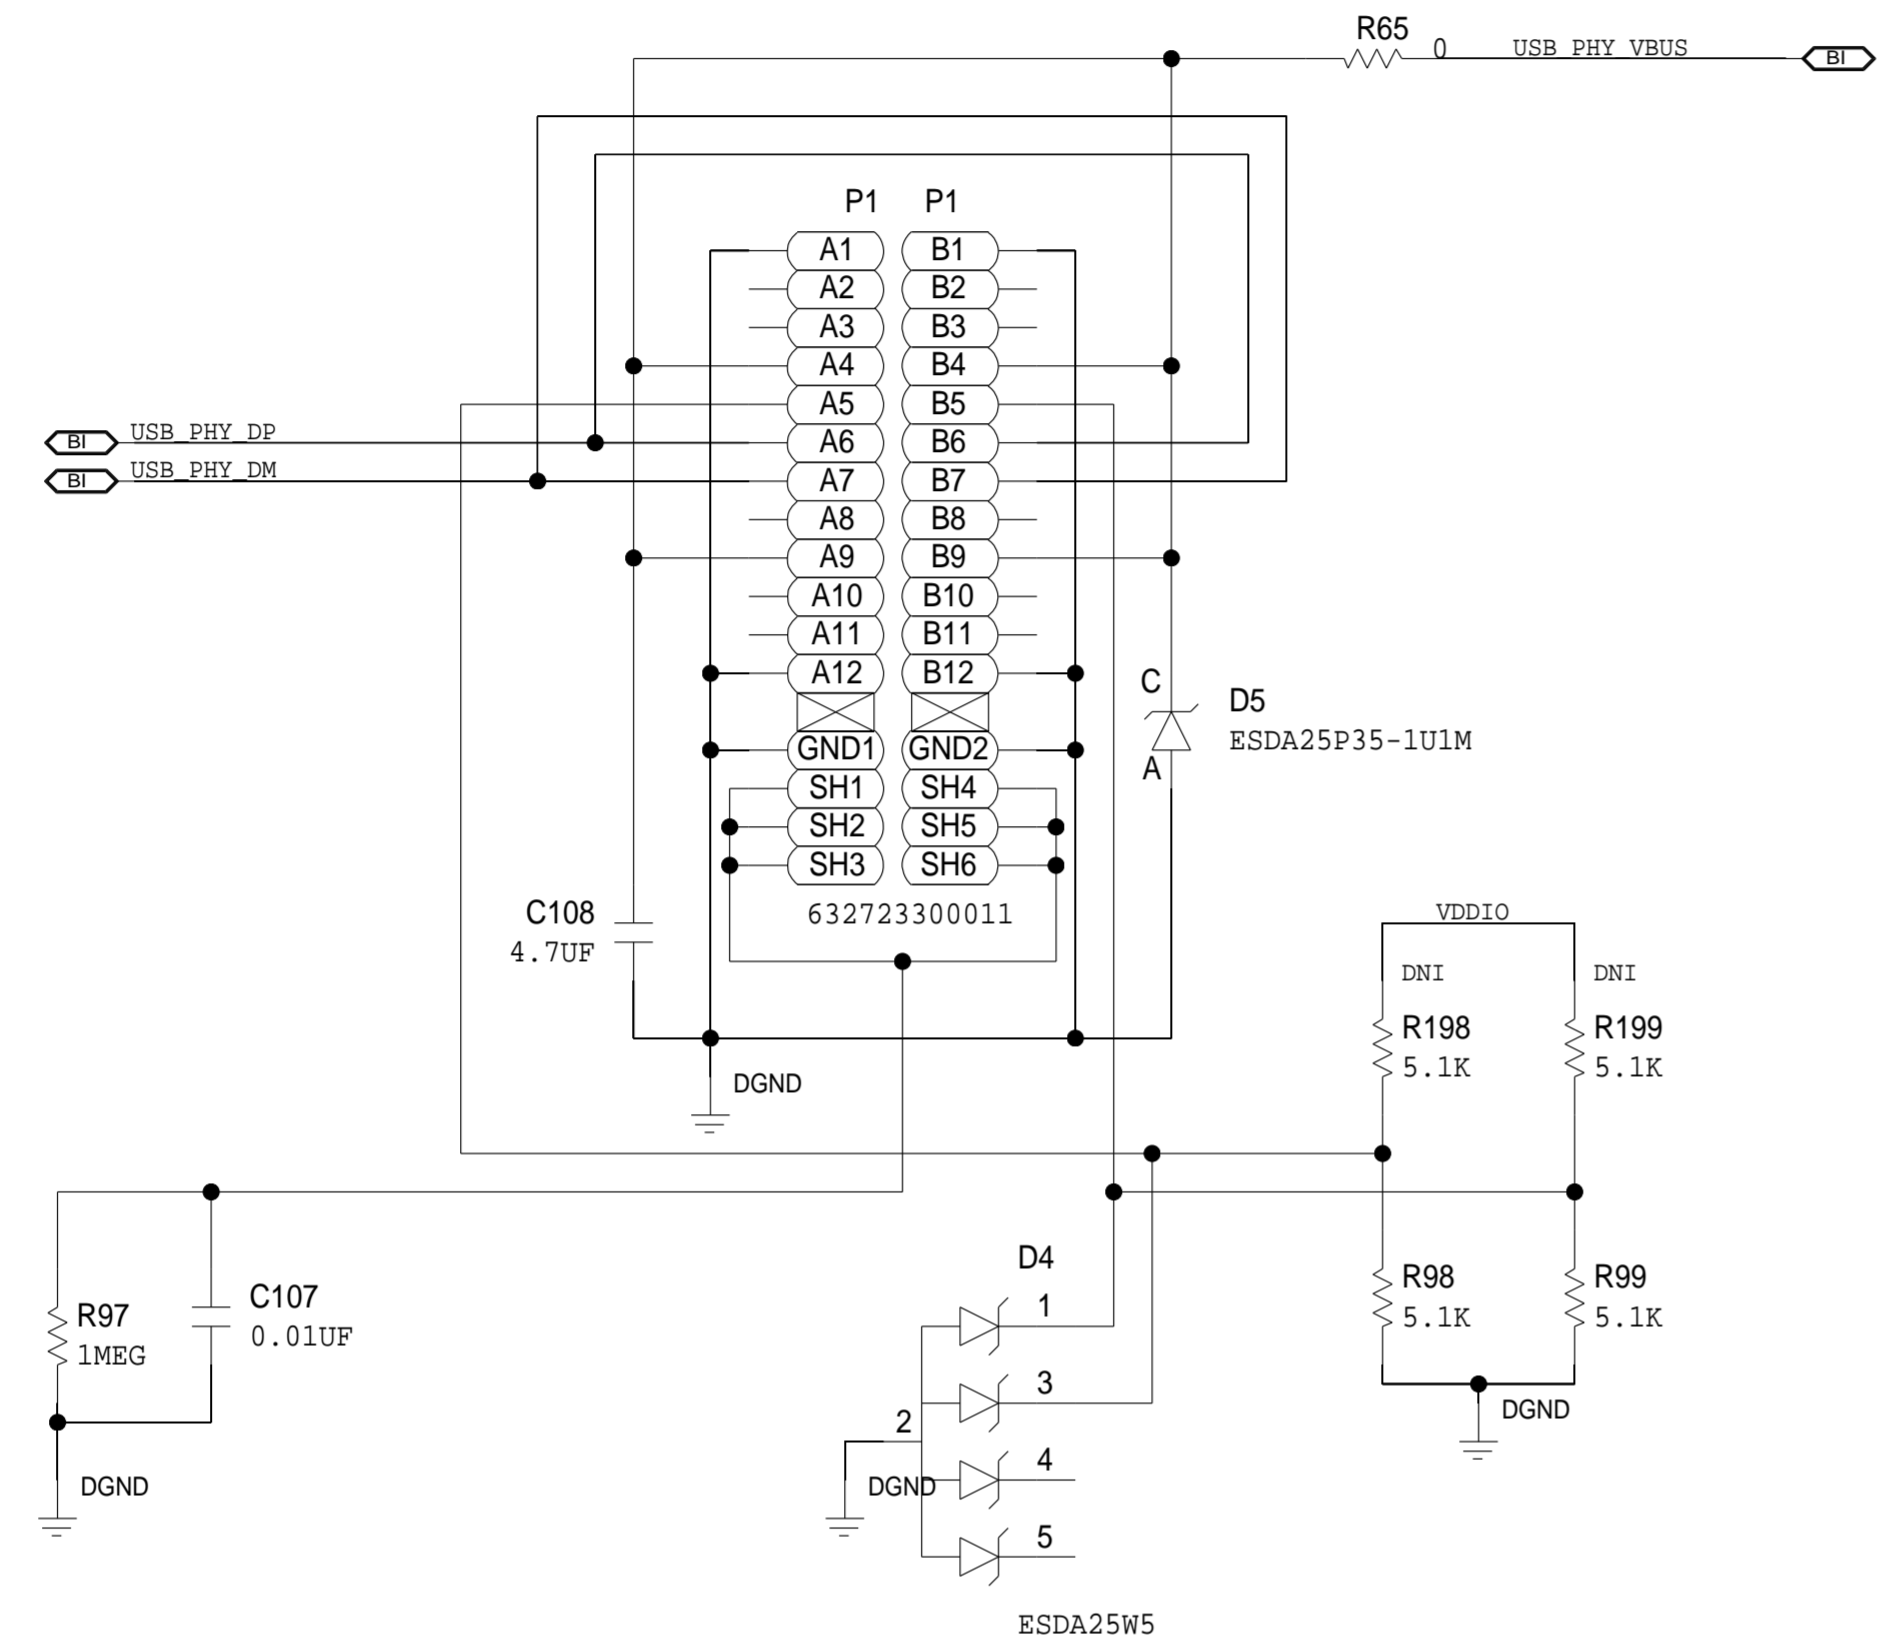 R65
0 USB_PHY_VBUS BI
P1 P1
A1 B1
A2 B2
A3 B3
A4 B4
A5 B5
BI USB_PHY_DP A6 B6
BI USB_PHY_DM A7 B7
A8 B8
A9 B9
A10 B10
A11 B11
A12 B12
C D5
GND1 GND2 ESDA25P35-1U1M
A
SH1 SH4
SH2 SH5
SH3 SH6
632723300011
C108
4.7UF
VDDIO
DNI DNI
R198 R199
5.1K 5.1K
DGND
D4
R98 R99
5.1K 5.1K
C107
0.01UF
R97
1MEG
1
3
2
4
5
DGND
DGND
DGND
ESDA25W5